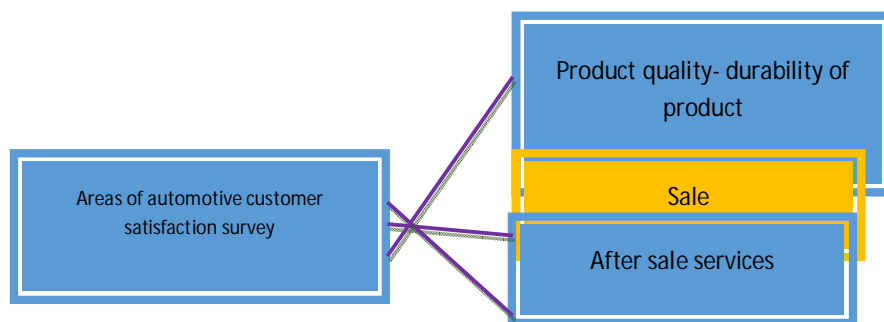 Product quality- durability of
product
Areas of automotive customer
satisfaction survey
Sale
After sale services